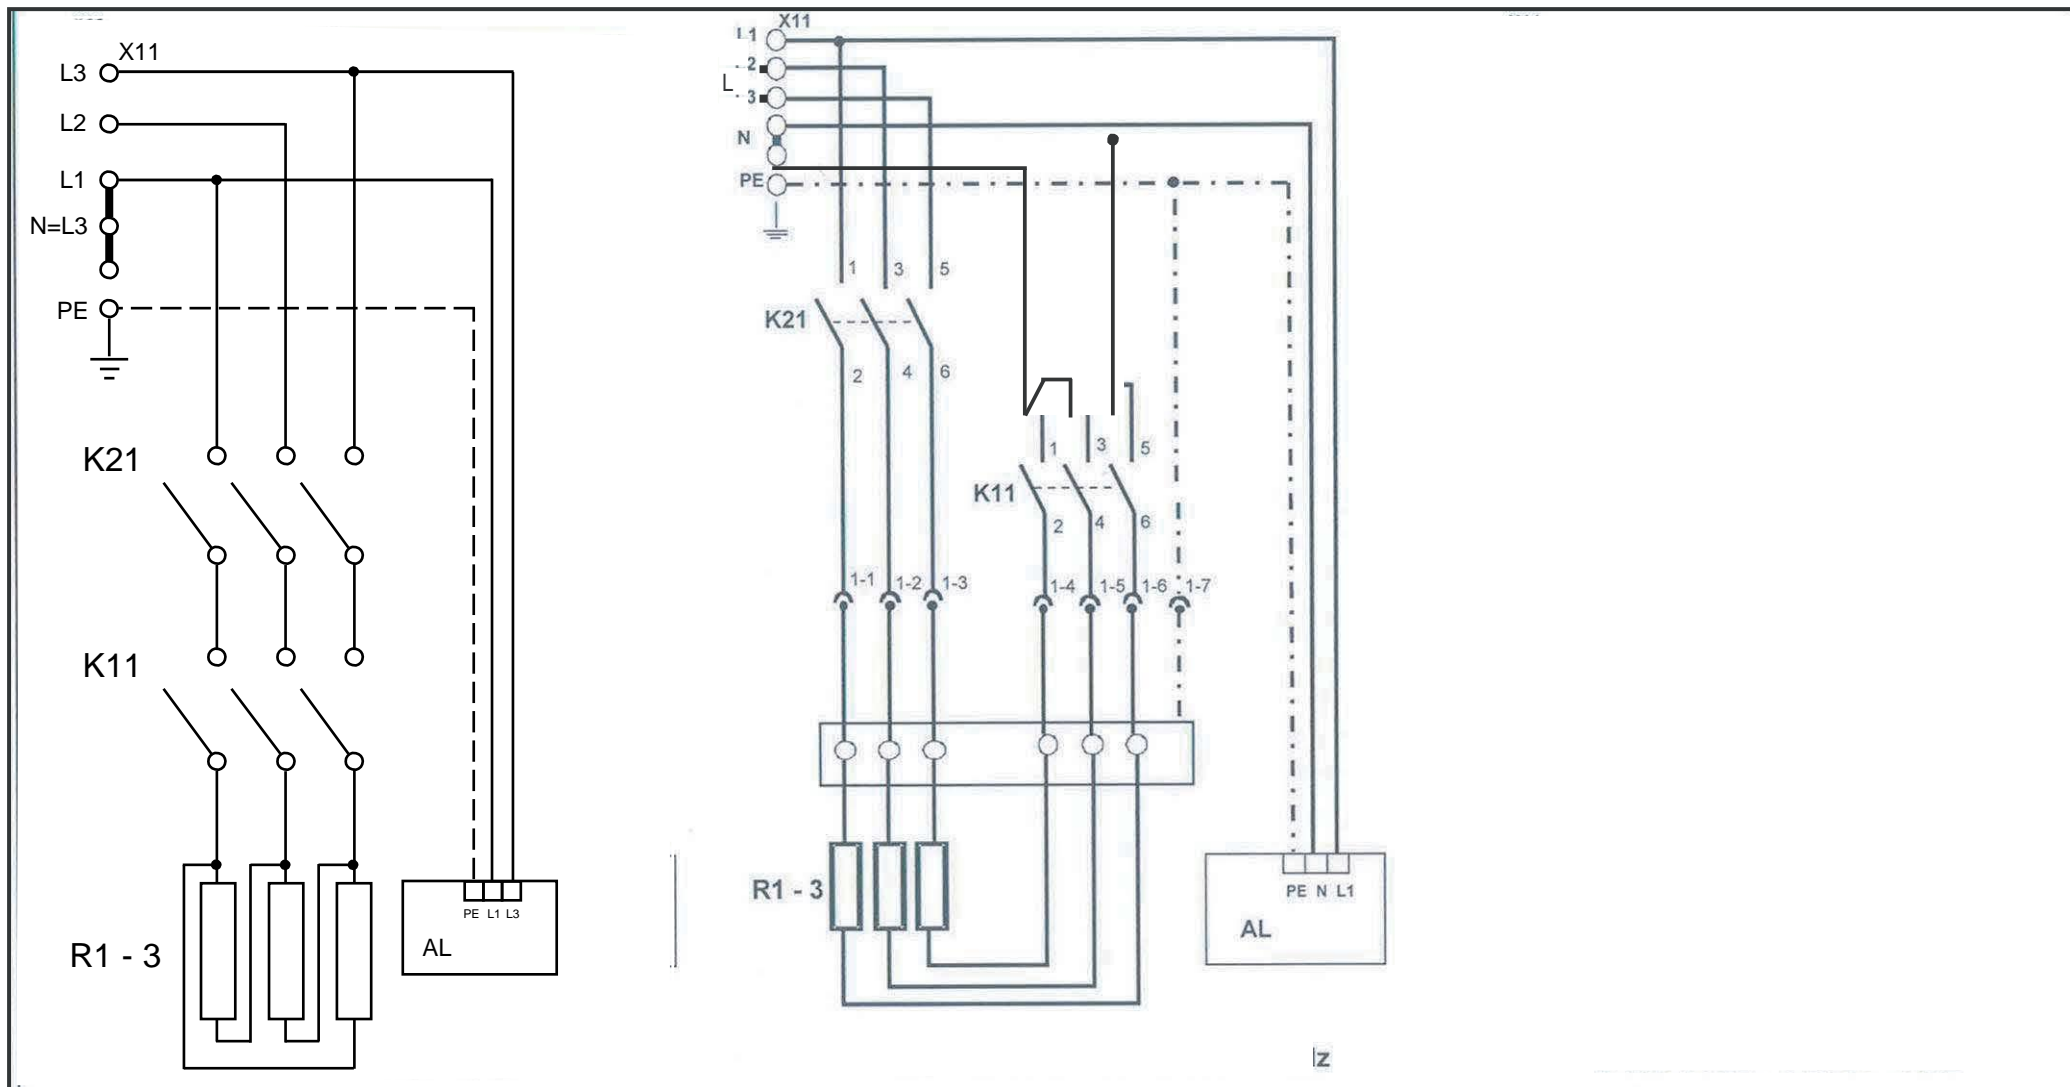 X11
L3
L2
L1
N=L3
PE
K21
K11
R1 - 3
PE L1 L3
AL
X11
L1
2
L
3
N
PE
1 3 5
K21
2 4 6
1 3 5
K11
2 4 6
1-1 1-2 1-3 1-4 1-5 1-6 1-7
R1 - 3
PE N L1
AL
z